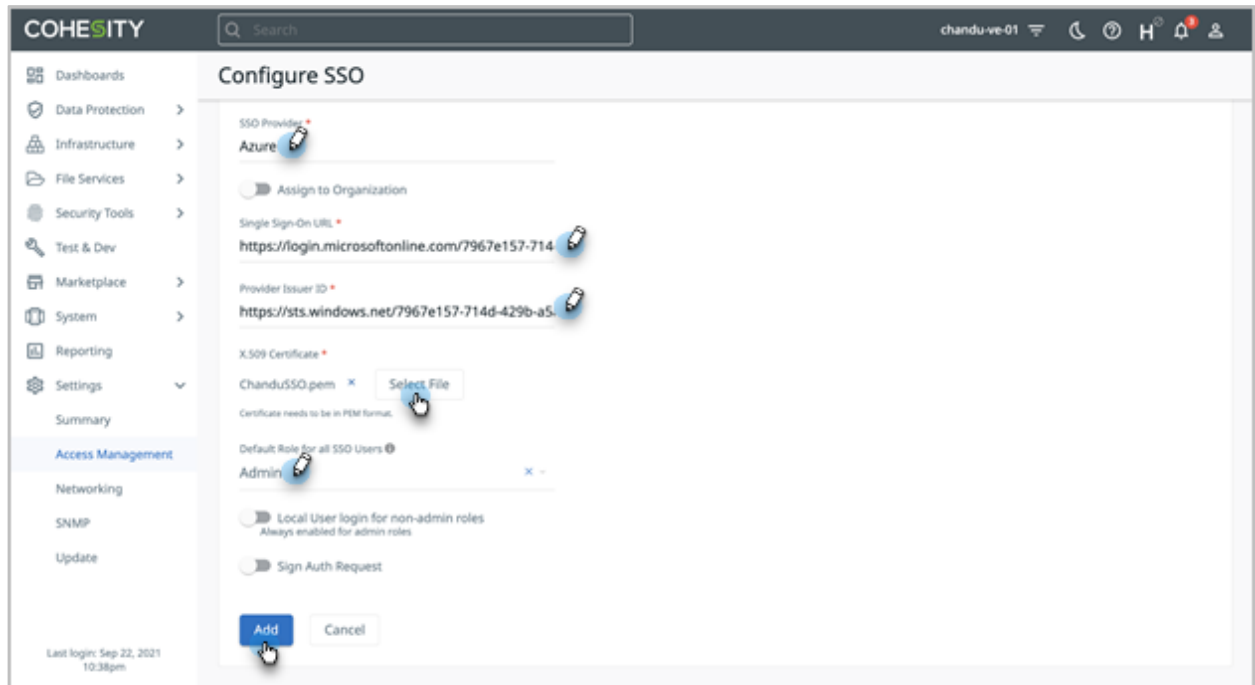 COHESITY
Search
chandu-ve-01
H
3
Dashboards
Data Protection
Infrastructure
File Services
Security Tools
Test & Dev
Marketplace
System
Reporting
Settings
Summary
Access Management
Networking
SNMP
Update
Last login: Sep 22, 2021
10:38pm
Configure SSO
SSO Provider *
Azure
Assign to Organization
Single Sign-On URL *
https://login.microsoftonline.com/7967e157-714
Provider Issuer ID *
https://sts.windows.net/7967e157-714d-429b-a5
X.509 Certificate *
ChanduSSO.pem × Select File
Certificate needs to be in PEM format.
Default Role for all SSO Users
Admin
Local User login for non-admin roles
Always enabled for admin roles
Sign Auth Request
Add Cancel